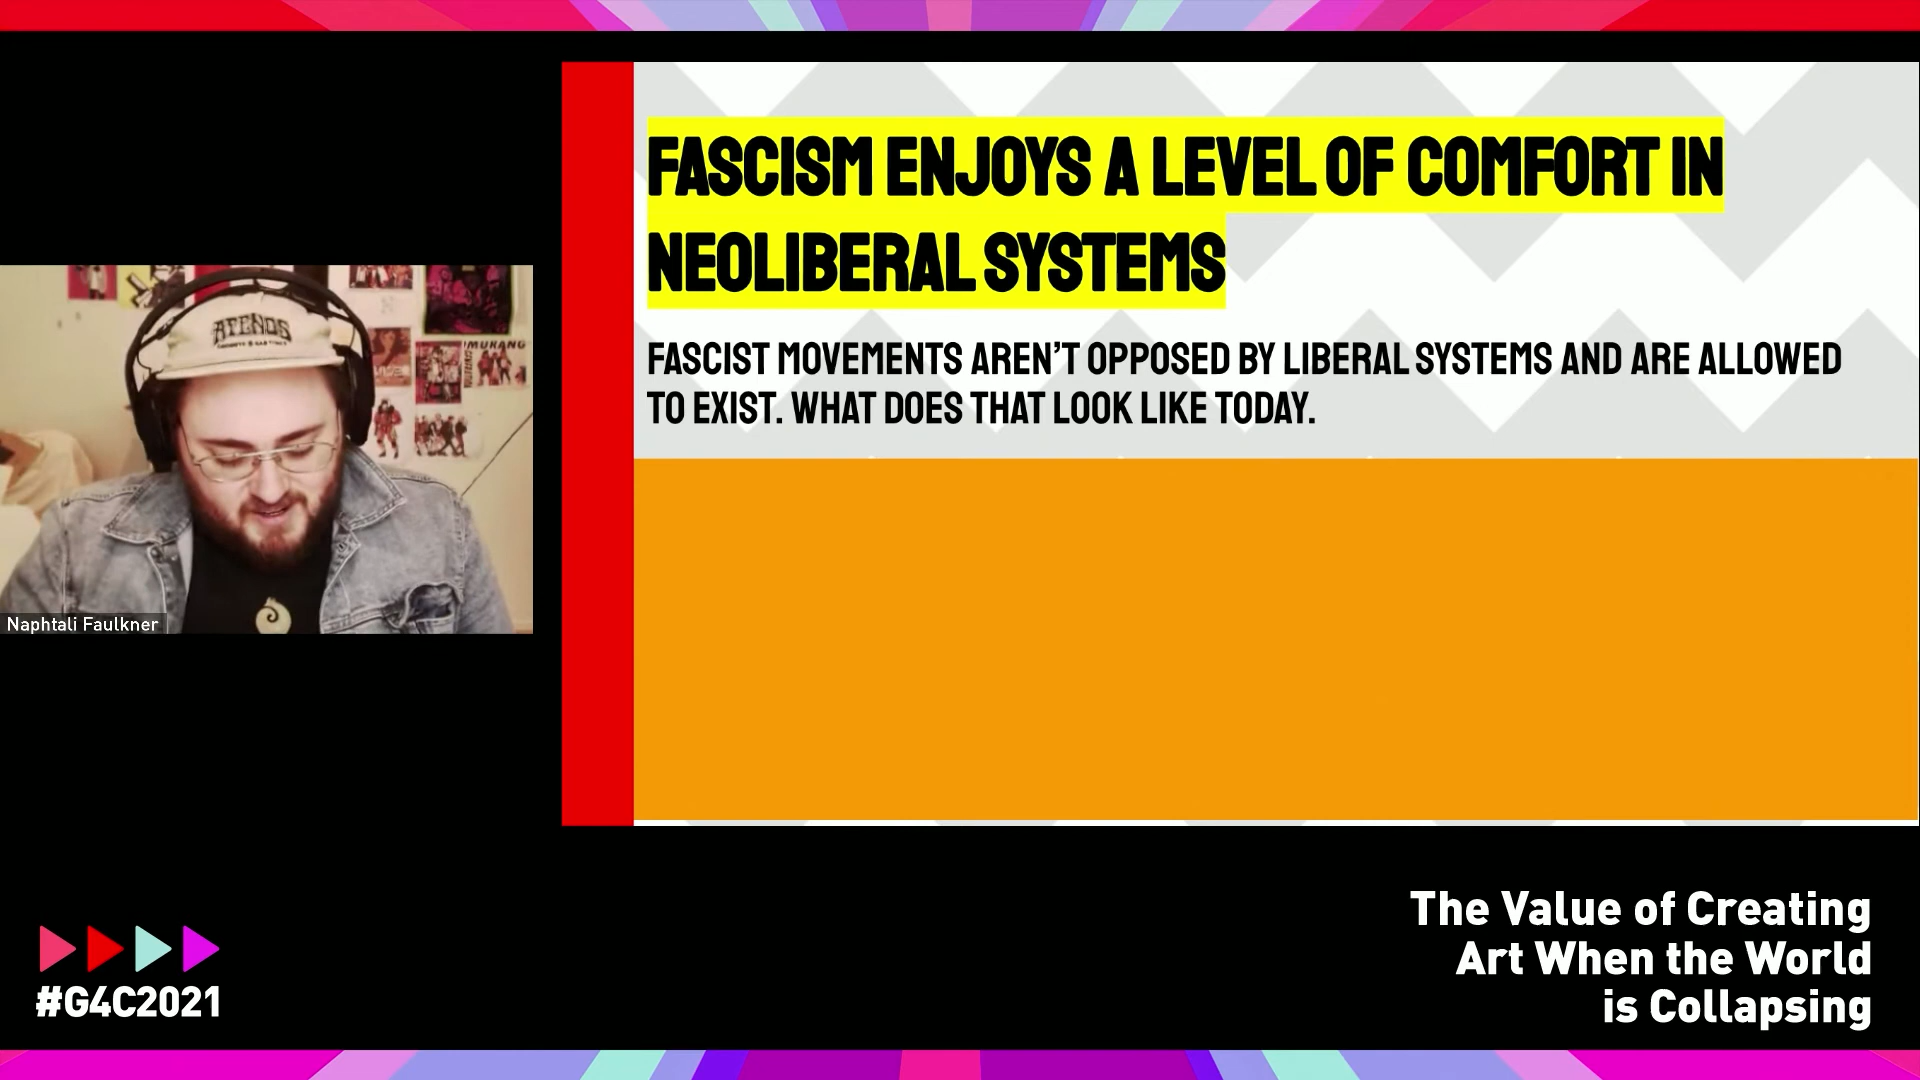 FASCISM ENJOYS A LEVEL OF COMFORT IN
NEOLIBERAL SYSTEMS
FASCIST MOVEMENTS AREN'T OPPOSED BY LIBERAL SYSTEMS AND ARE ALLOWED
TO EXIST. WHAT DOES THAT LOOK LIKE TODAY.
Naphtali Faulkner
#G4C2021
The Value of Creating
Art When the World
is Collapsing